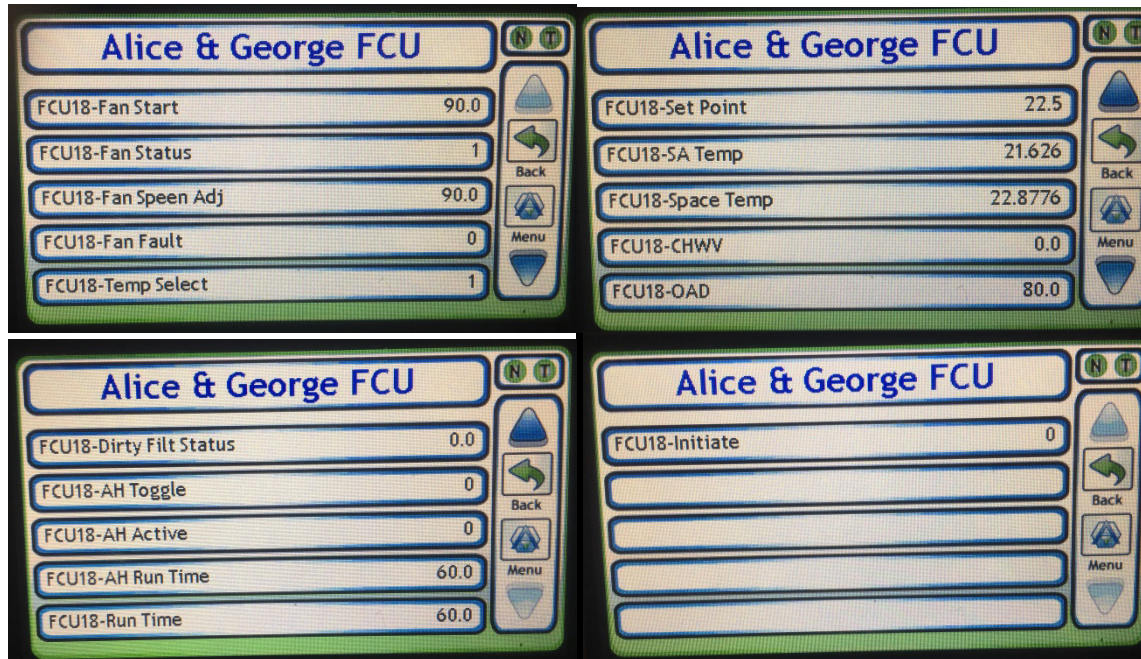 Alice & George FCU
N T
FCU18-Fan Start 90.0
FCU18-Fan Status 1
Back
FCU18-Fan Speen Adj 90.0
FCU18-Fan Fault 0
Menu
FCU18-Temp Select 1
Alice & George FCU
N T
FCU18-Set Point 22.5
FCU18-SA Temp 21.626
Back
FCU18-Space Temp 22.8776
FCU18-CHWV 0.0
Menu
FCU18-OAD 80.0
Alice & George FCU
N T
FCU18-Dirty Filt Status 0.0
FCU18-AH Toggle 0
Back
FCU18-AH Active 0
FCU18-AH Run Time 60.0
Menu
FCU18-Run Time 60.0
Alice & George FCU
N T
FCU18-Initiate 0
Back
Menu